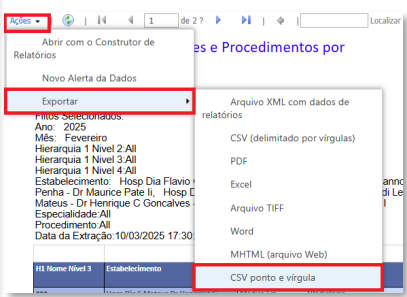 Ações 1 de 2 ? Localizar
Abrir com o Construtor de
Relatórios
es e Procedimentos por
Novo Alerta da Dados
Exportar
Arquivo XML com dados de
relatórios
CSV (delimitado por vírgulas)
PDF
Excel
Arquivo TIFF
Word
MHTML (arquivo Web)
CSV ponto e vírgula
Filtos Selecionados:
Ano: 2025
Mês: Fevereiro
Hierarquia 1 Nivel 2:All
Hierarquia 1 Nivel 3:All
Hierarquia 1 Nivel 4:All
Estabelecimento: Hosp Dia Flavio
Penha - Dr Maurice Pate Ii, Hosp D
Mateus - Dr Henrique C Goncalves -
Especialidade:All
Procedimento:All
Data da Extração:10/03/2025 17:30:
H1 Nome Nível 3 Estabelecimento